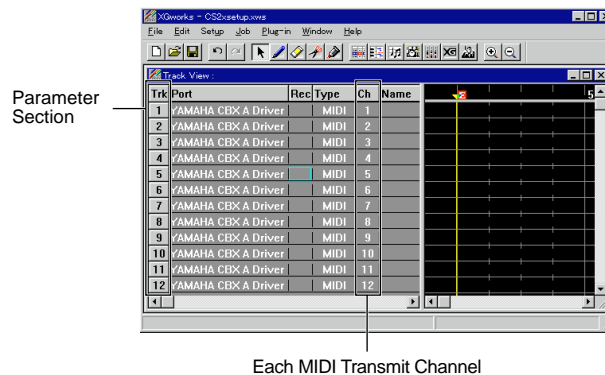 XGworks - CS2xsetup.xws
File Edit Setup Job Plug-in Window Help
XG
Track View :
Parameter
Section
Trk Port Rec Type Ch Name 5
1 YAMAHA CBX A Driver MIDI 1
2 YAMAHA CBX A Driver MIDI 2
3 YAMAHA CBX A Driver MIDI 3
4 YAMAHA CBX A Driver MIDI 4
5 YAMAHA CBX A Driver MIDI 5
6 YAMAHA CBX A Driver MIDI 6
7 YAMAHA CBX A Driver MIDI 7
8 YAMAHA CBX A Driver MIDI 8
9 YAMAHA CBX A Driver MIDI 9
10 YAMAHA CBX A Driver MIDI 10
11 YAMAHA CBX A Driver MIDI 11
12 YAMAHA CBX A Driver MIDI 12
Each MIDI Transmit Channel